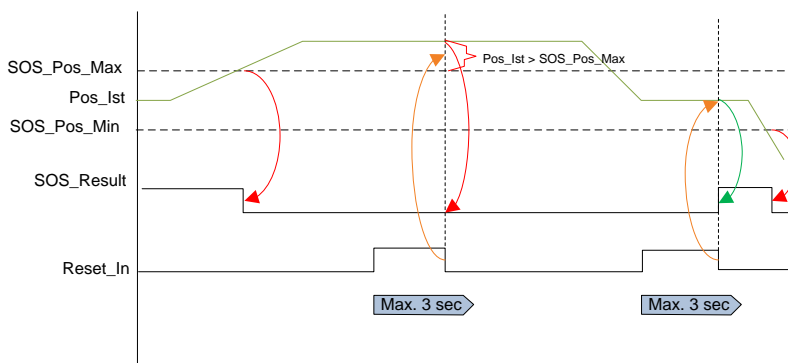 SOS_Pos_Max
Pos_Ist > SOS_Pos_Max
Pos_Ist
SOS_Pos_Min
SOS_Result
Reset_In
Max. 3 sec
Max. 3 sec